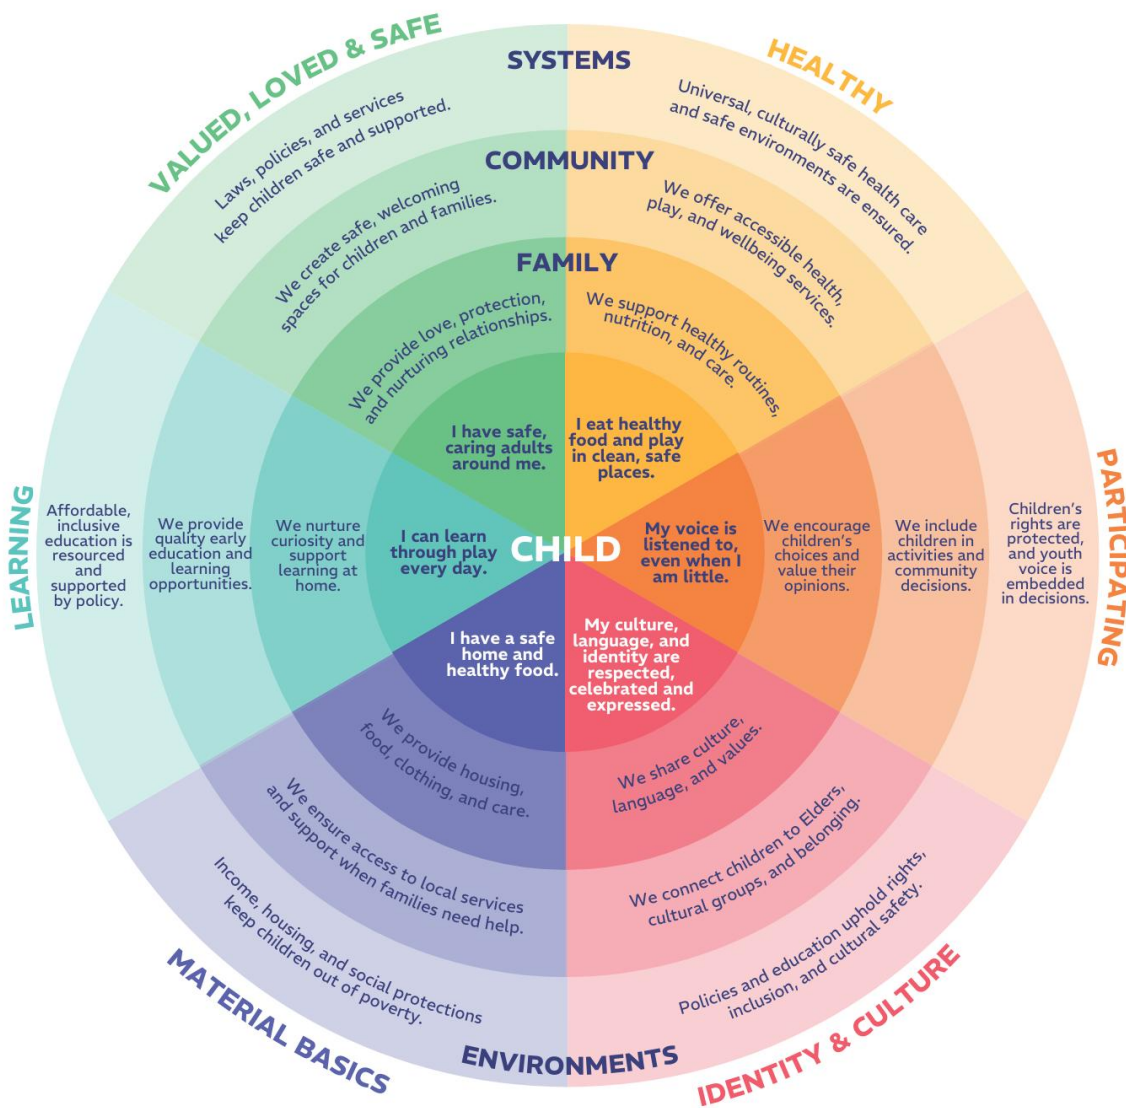 VALUED, LOVED & SAFE
SYSTEMS
HEALTHY
Laws, policies, and services
keep children safe and supported.
Universal, culturally safe health care
and safe environments are ensured.
COMMUNITY
We create safe, welcoming
spaces for children and families.
We offer accessible health,
play, and wellbeing services.
FAMILY
We provide love, protection,
and nurturing relationships.
We support healthy routines,
nutrition, and care.
I have safe,
caring adults
around me.
I eat healthy
food and play
in clean, safe
places.
LEARNING
Affordable,
inclusive
education is
resourced
and
supported
by policy.
We provide
quality early
education and
learning
opportunities.
We nurture
curiosity and
support
learning at
home.
I can learn
through play
every day.
CHILD
My voice is
listened to,
even when I
am little.
We encourage
children’s
choices and
value their
opinions.
We include
children in
activities and
community
decisions.
Children’s
rights are
protected,
and youth
voice is
embedded
in decisions.
PARTICIPATING
I have a safe
home and
healthy food.
My culture,
language, and
identity are
respected,
celebrated and
expressed.
We provide housing,
food, clothing, and care.
We share culture,
language, and values.
We ensure access to local services
and support when families need help.
We connect children to Elders,
cultural groups, and belonging.
Income, housing, and social protections
keep children out of poverty.
Policies and education uphold rights,
inclusion, and cultural safety.
MATERIAL BASICS
ENVIRONMENTS
IDENTITY & CULTURE